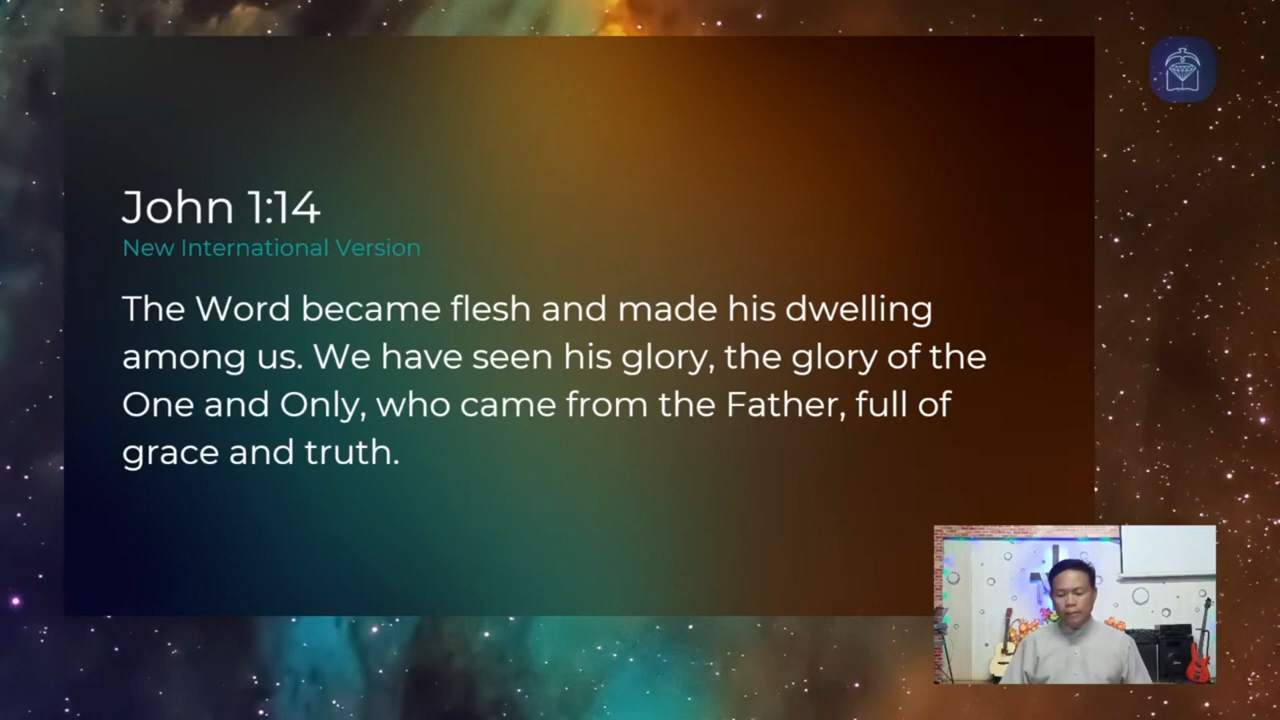 John 1:14
New International Version
The Word became flesh and made his dwelling
among us. We have seen his glory, the glory of the
One and Only, who came from the Father, full of
grace and truth.